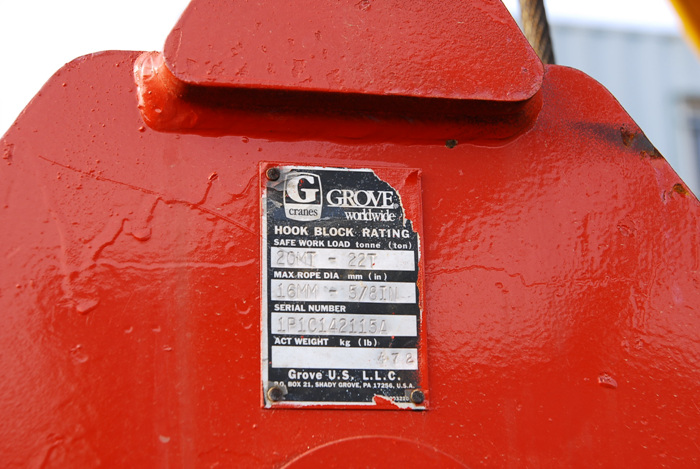 G
cranes
GROVE
worldwide
HOOK BLOCK RATING
SAFE WORK LOAD tonne (ton)
20MT - 22T
MAX.ROPE DIA mm (in)
16MM - 5/8IN
SERIAL NUMBER
1P1C142115A
ACT WEIGHT kg (lb)
472
Grove U.S. L.L.C.
P.O. BOX 21, SHADY GROVE, PA 17256, U.S.A.